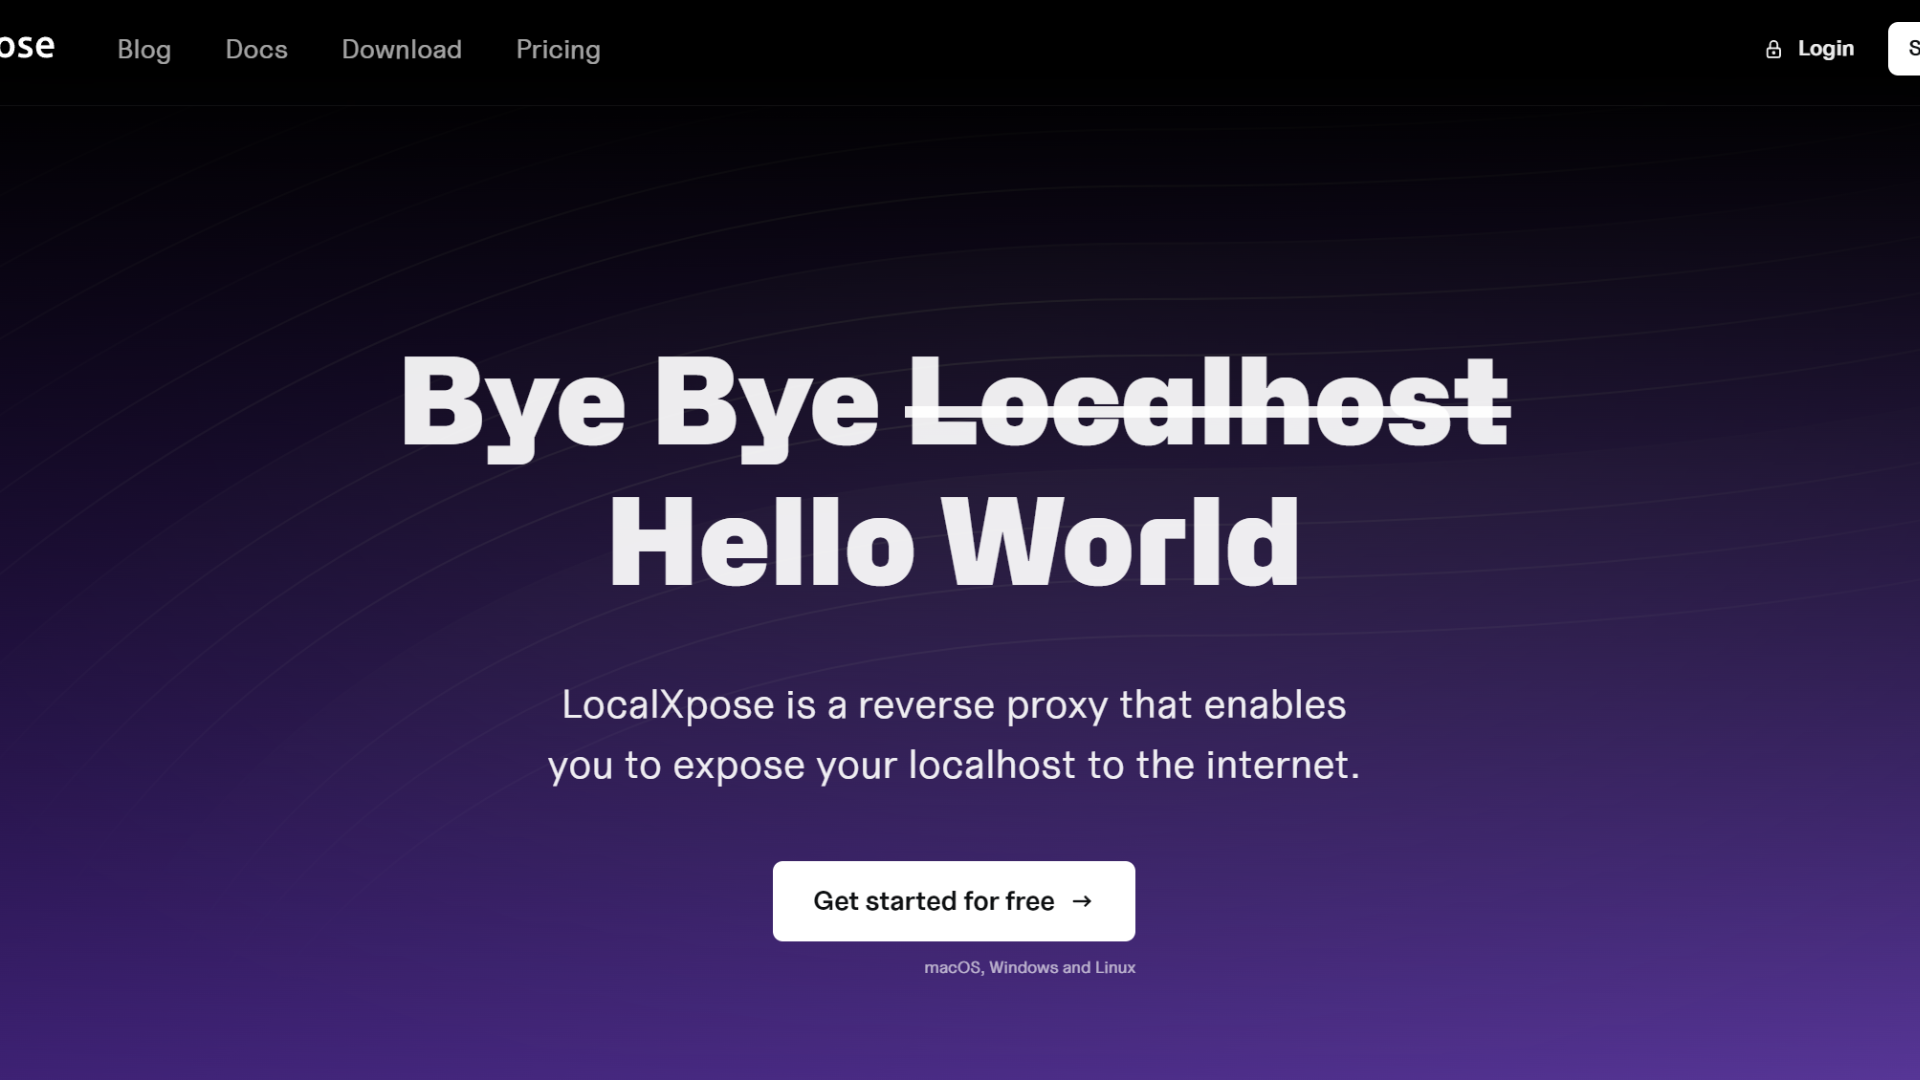 ose Blog Docs Download Pricing Login S
Bye Bye Localhost
Hello World
LocalXpose is a reverse proxy that enables
you to expose your localhost to the internet.
Get started for free →
macOS, Windows and Linux